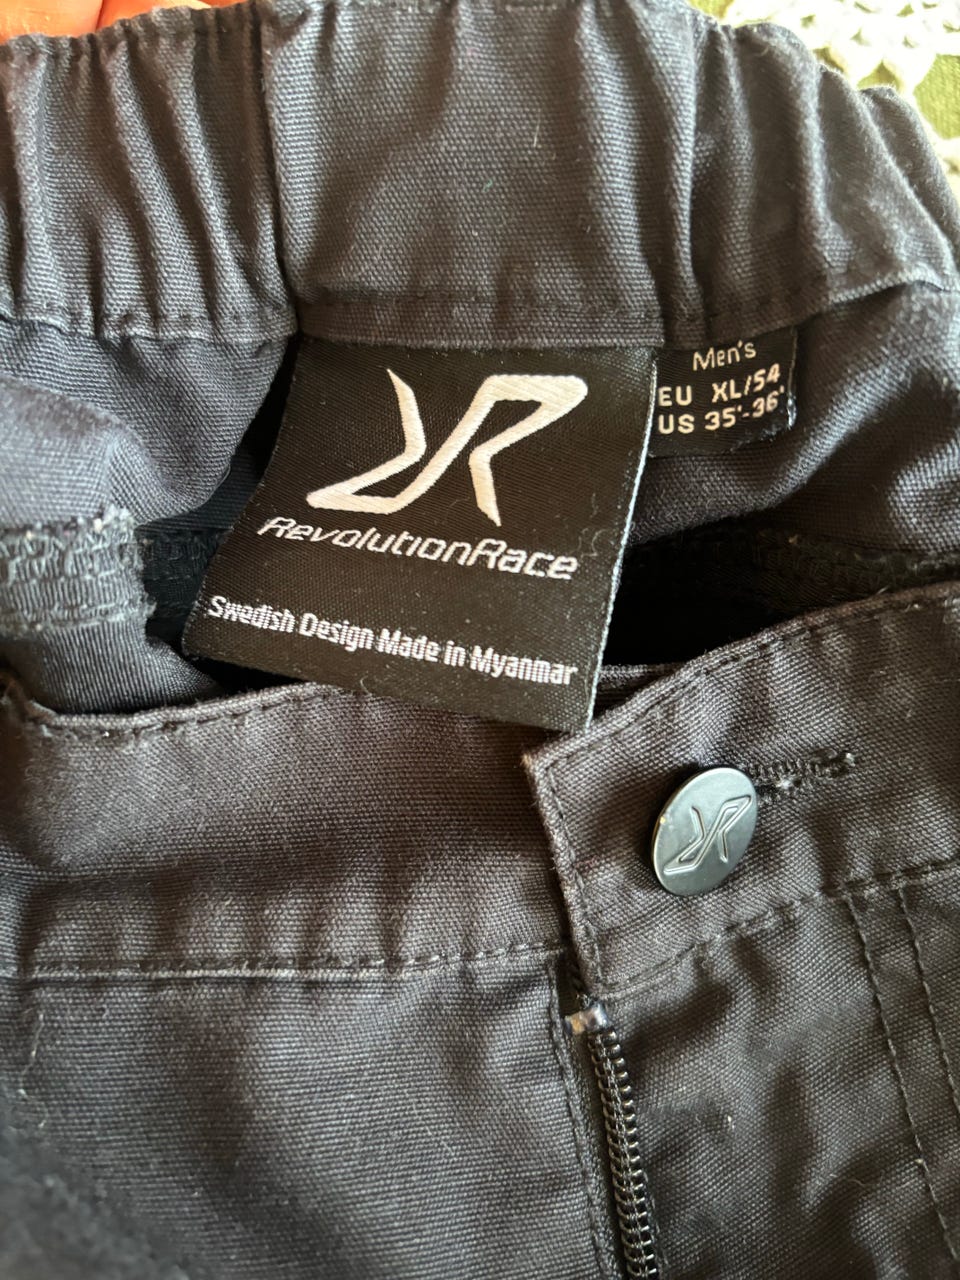 RevolutionRace
Swedish Design Made in Myanmar
Men's
EU XL/54
US 35'-36'